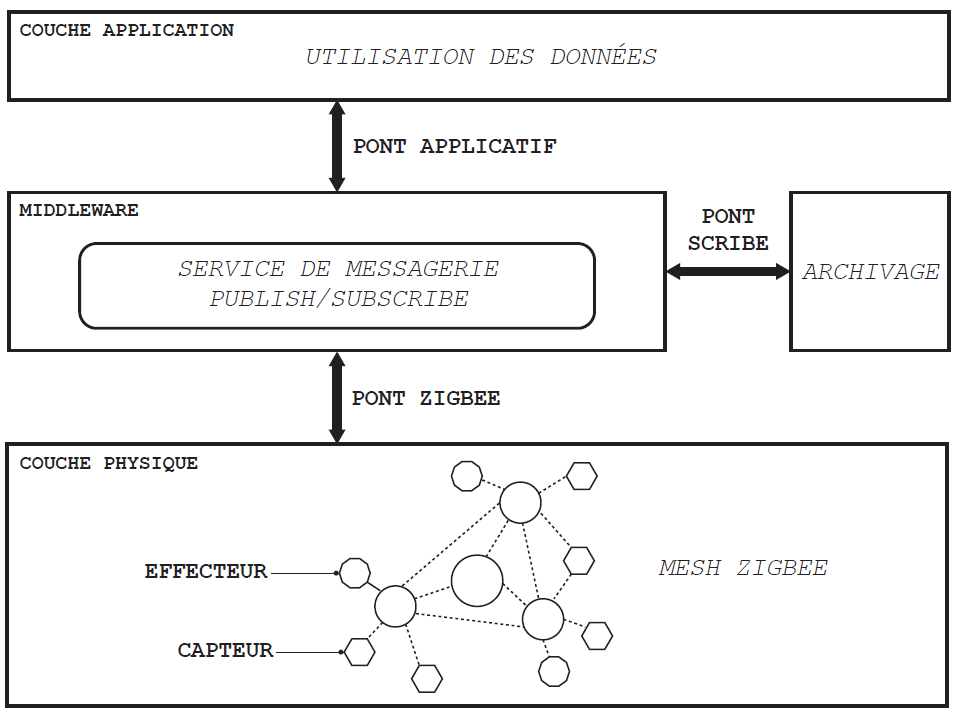 COUCHE APPLICATION
UTILISATION DES DONNÉES
PONT APPLICATIF
MIDDLEWARE
SERVICE DE MESSAGERIE
PUBLISH/SUBSCRIBE
PONT
SCRIBE
ARCHIVAGE
PONT ZIGBEE
COUCHE PHYSIQUE
EFFECTEUR
MESH ZIGBEE
CAPTEUR